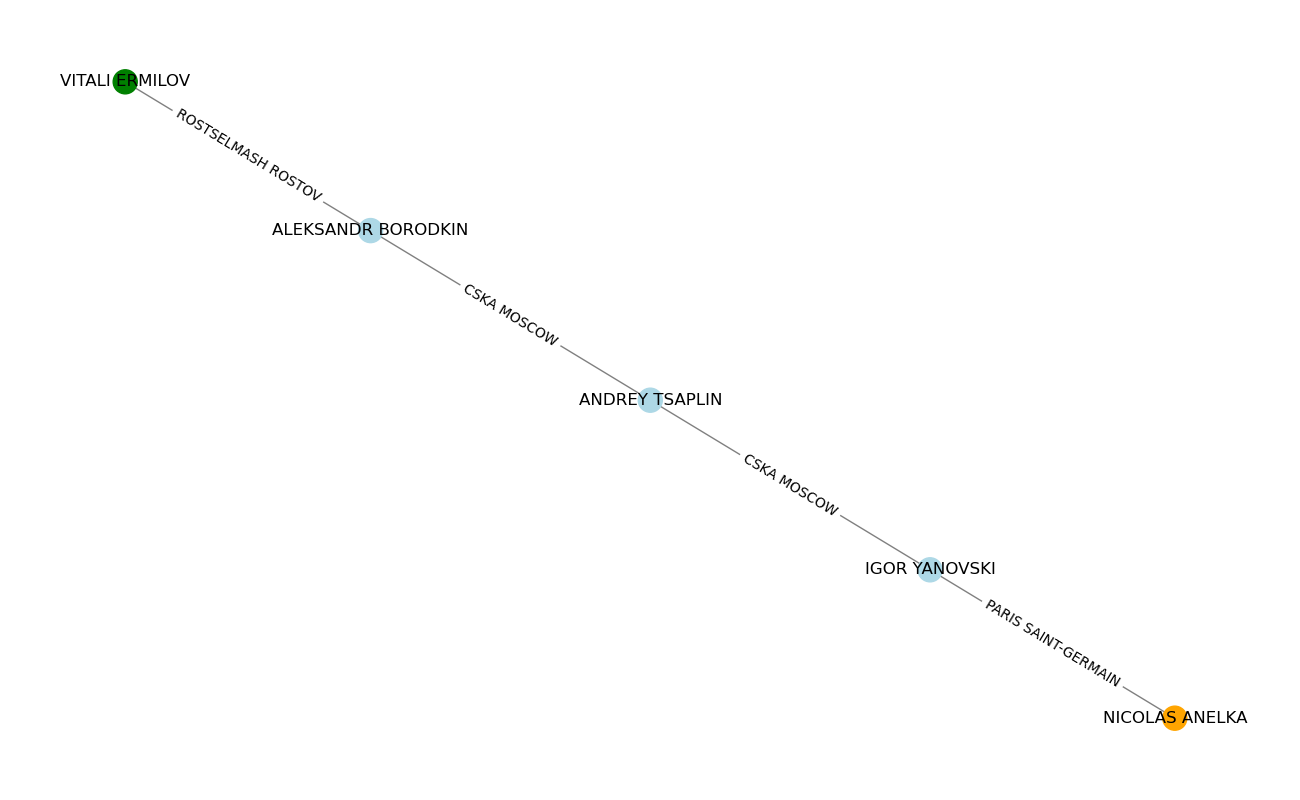 VITALI ERMILOV
ROSTSELMASH ROSTOV
ALEKSANDR BORODKIN
CSKA MOSCOW
ANDREY TSAPLIN
CSKA MOSCOW
IGOR YANOVSKI
PARIS SAINT-GERMAIN
NICOLAS ANELKA